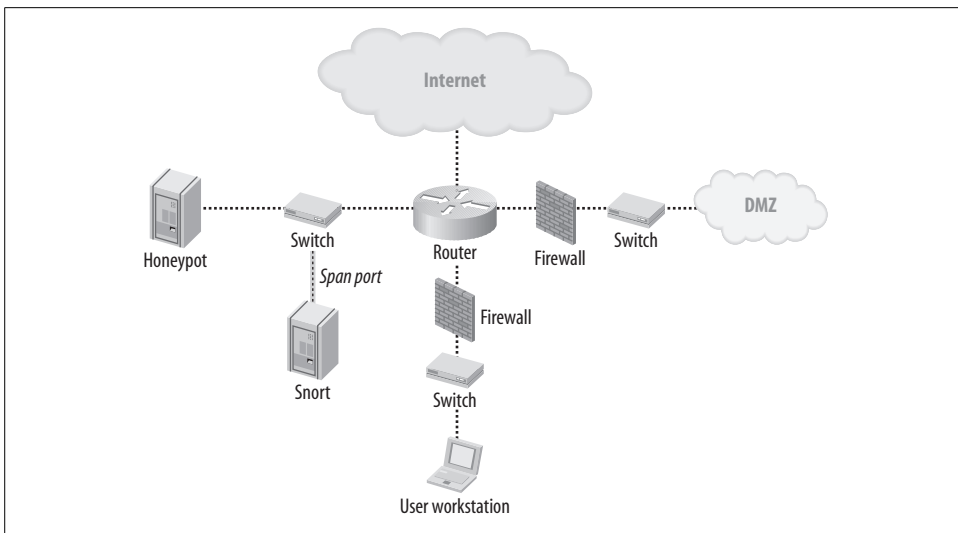 Internet
DMZ
Honeypot
Switch
Router
Firewall
Switch
Span port
Firewall
Snort
Switch
User workstation